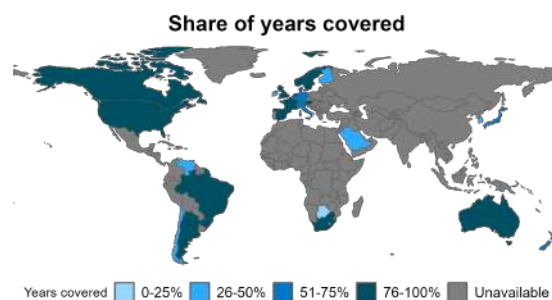 Share of years covered
Years covered 0-25% 26-50% 51-75% 76-100% Unavailable